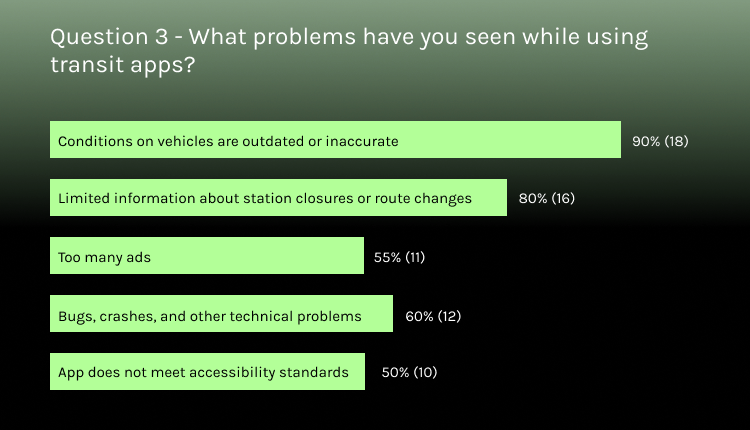 Question 3 - What problems have you seen while using
transit apps?
Conditions on vehicles are outdated or inaccurate 90% (18)
Limited information about station closures or route changes 80% (16)
Too many ads 55% (11)
Bugs, crashes, and other technical problems 60% (12)
App does not meet accessibility standards 50% (10)